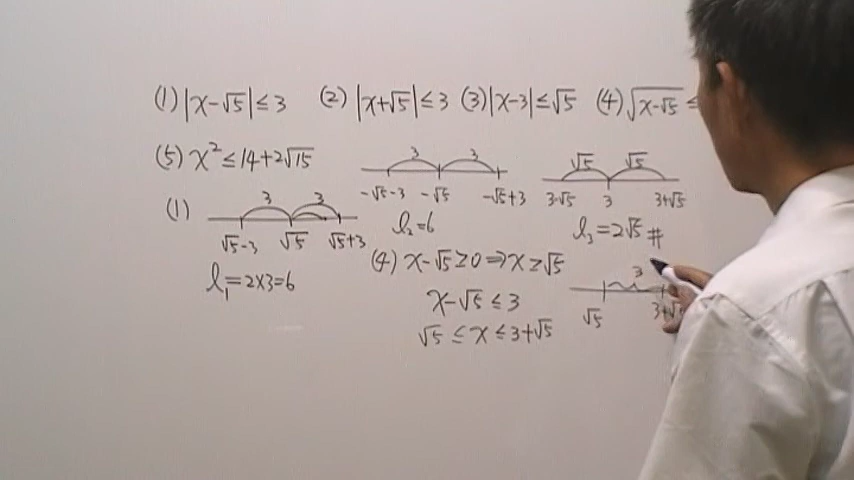 (1) |x-√5| ≤ 3 (2) |x+√5| ≤ 3 (3) |x-3| ≤ √5 (4) √x-√5 ≤
(5) x² ≤ 14+2√15
3 3
-√5-3 -√5 -√5+3
l₂=6
√5 √5
3-√5 3 3+√5
l₃=2√5 #
(1)
3 3
√5-3 √5 √5+3
l₁=2×3=6
(4) x-√5 ≥ 0 ⇒ x ≥ √5
x-√5 ≤ 3
√5 ≤ x ≤ 3+√5
3
√5